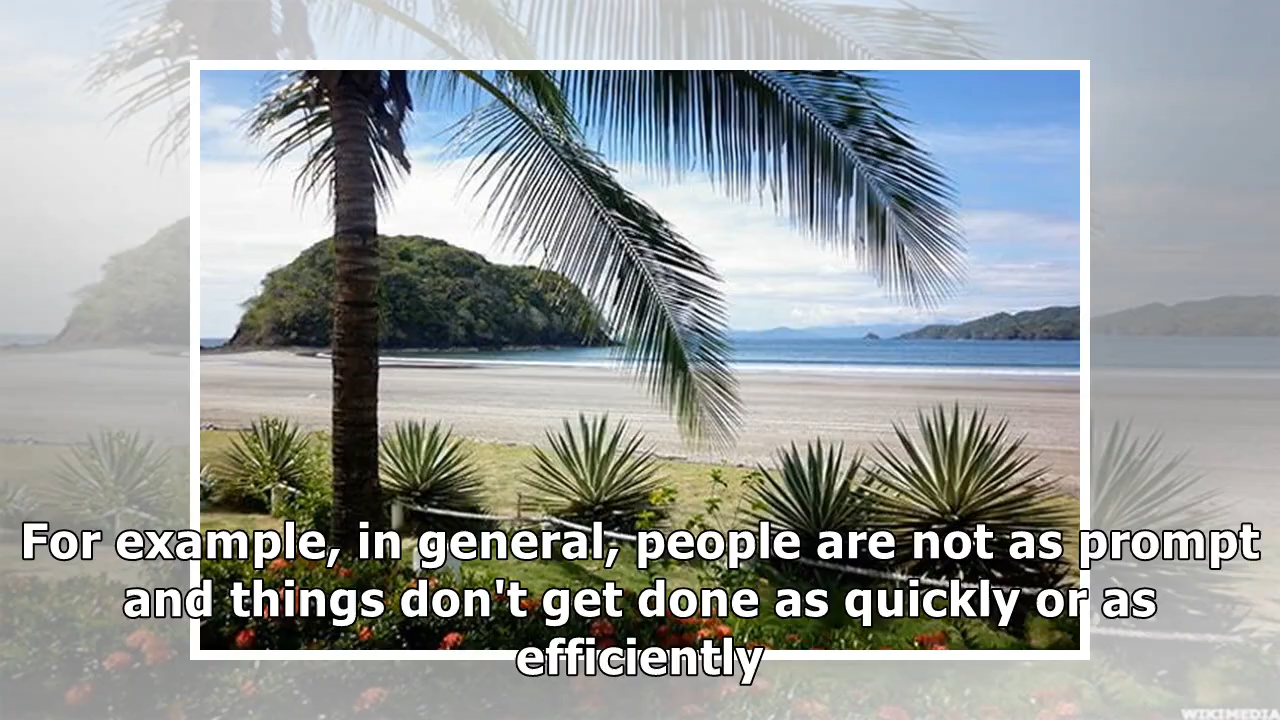 For example, in general, people are not as prompt
and things don't get done as quickly or as
efficiently
WIKIMEDIA